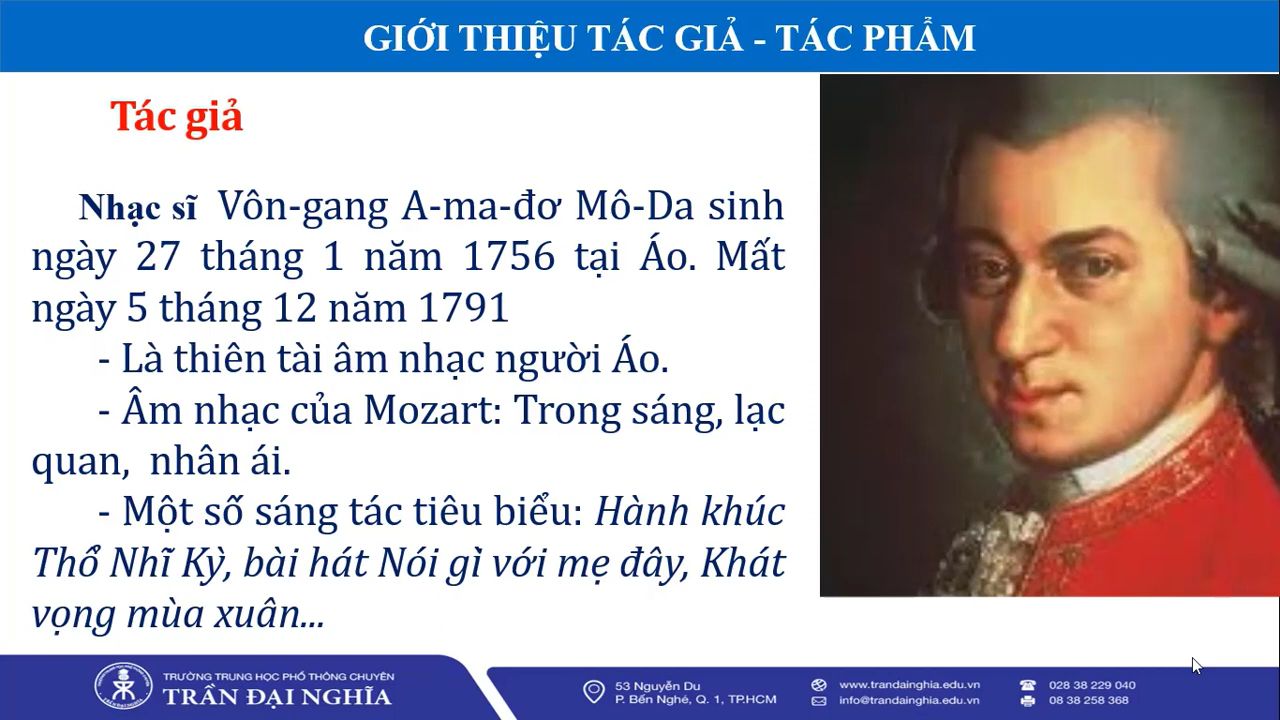 GIỚI THIỆU TÁC GIẢ - TÁC PHẨM
Tác giả
Nhạc sĩ Vôn-gang A-ma-đơ Mô-Da sinh
ngày 27 tháng 1 năm 1756 tại Áo. Mất
ngày 5 tháng 12 năm 1791
- Là thiên tài âm nhạc người Áo.
- Âm nhạc của Mozart: Trong sáng, lạc
quan, nhân ái.
- Một số sáng tác tiêu biểu: Hành khúc
Thổ Nhĩ Kỳ, bài hát Nói gì với mẹ đây, Khát
vọng mùa xuân...
TRƯỜNG TRUNG HỌC PHỔ THÔNG CHUYÊN
TRẦN ĐẠI NGHĨA
53 Nguyễn Du
P. Bến Nghé, Q. 1, TP.HCM
www.trandainghia.edu.vn
info@trandainghia.edu.vn
028 38 229 040
08 38 258 368